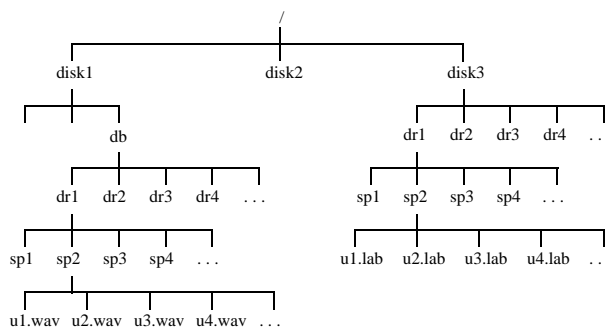 /
disk1 disk2 disk3
db dr1 dr2 dr3 dr4 . .
dr1 dr2 dr3 dr4 . . . sp1 sp2 sp3 sp4 . . .
sp1 sp2 sp3 sp4 . . . u1.lab u2.lab u3.lab u4.lab . .
u1.wav u2.wav u3.wav u4.wav . . .